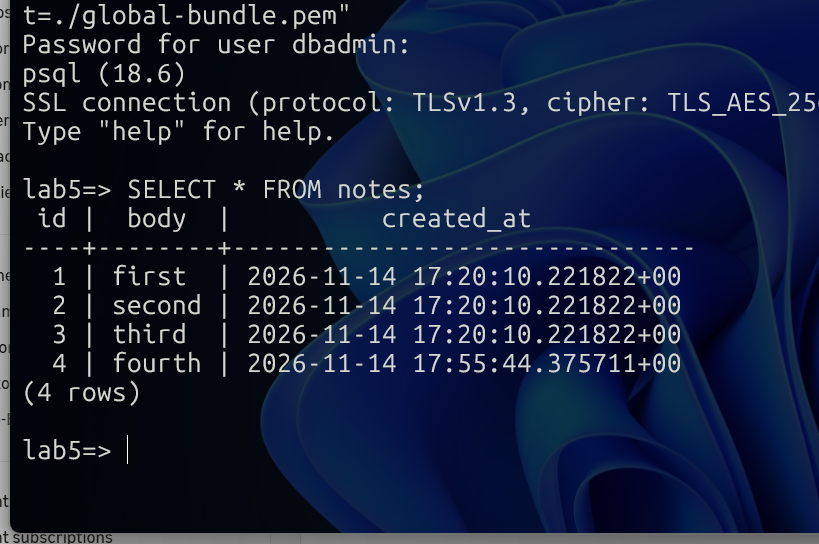 t=./global-bundle.pem"
Password for user dbadmin:
psql (18.6)
SSL connection (protocol: TLSv1.3, cipher: TLS_AES_25
Type "help" for help.
lab5=> SELECT * FROM notes;
 id |  body  |          created_at
----+--------+-------------------------------
  1 | first  | 2026-11-14 17:20:10.221822+00
  2 | second | 2026-11-14 17:20:10.221822+00
  3 | third  | 2026-11-14 17:20:10.221822+00
  4 | fourth | 2026-11-14 17:55:44.375711+00
(4 rows)
lab5=>
subscriptions